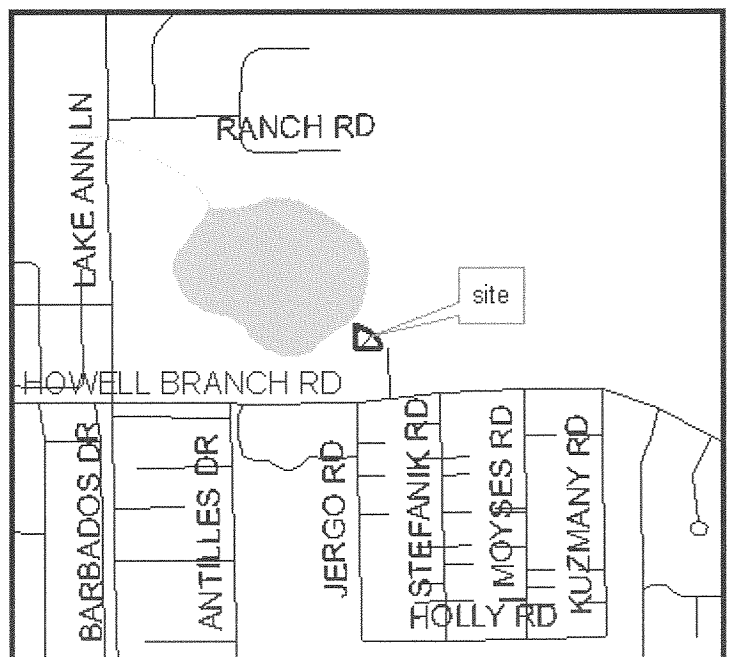 RANCH RD
LAKE ANN LN
site
HOWELL BRANCH RD
BARBADOS DR
ANTILLES DR
JERGO RD
STEFANIK RD
MOYSES RD
KUZMANY RD
HOLLY RD